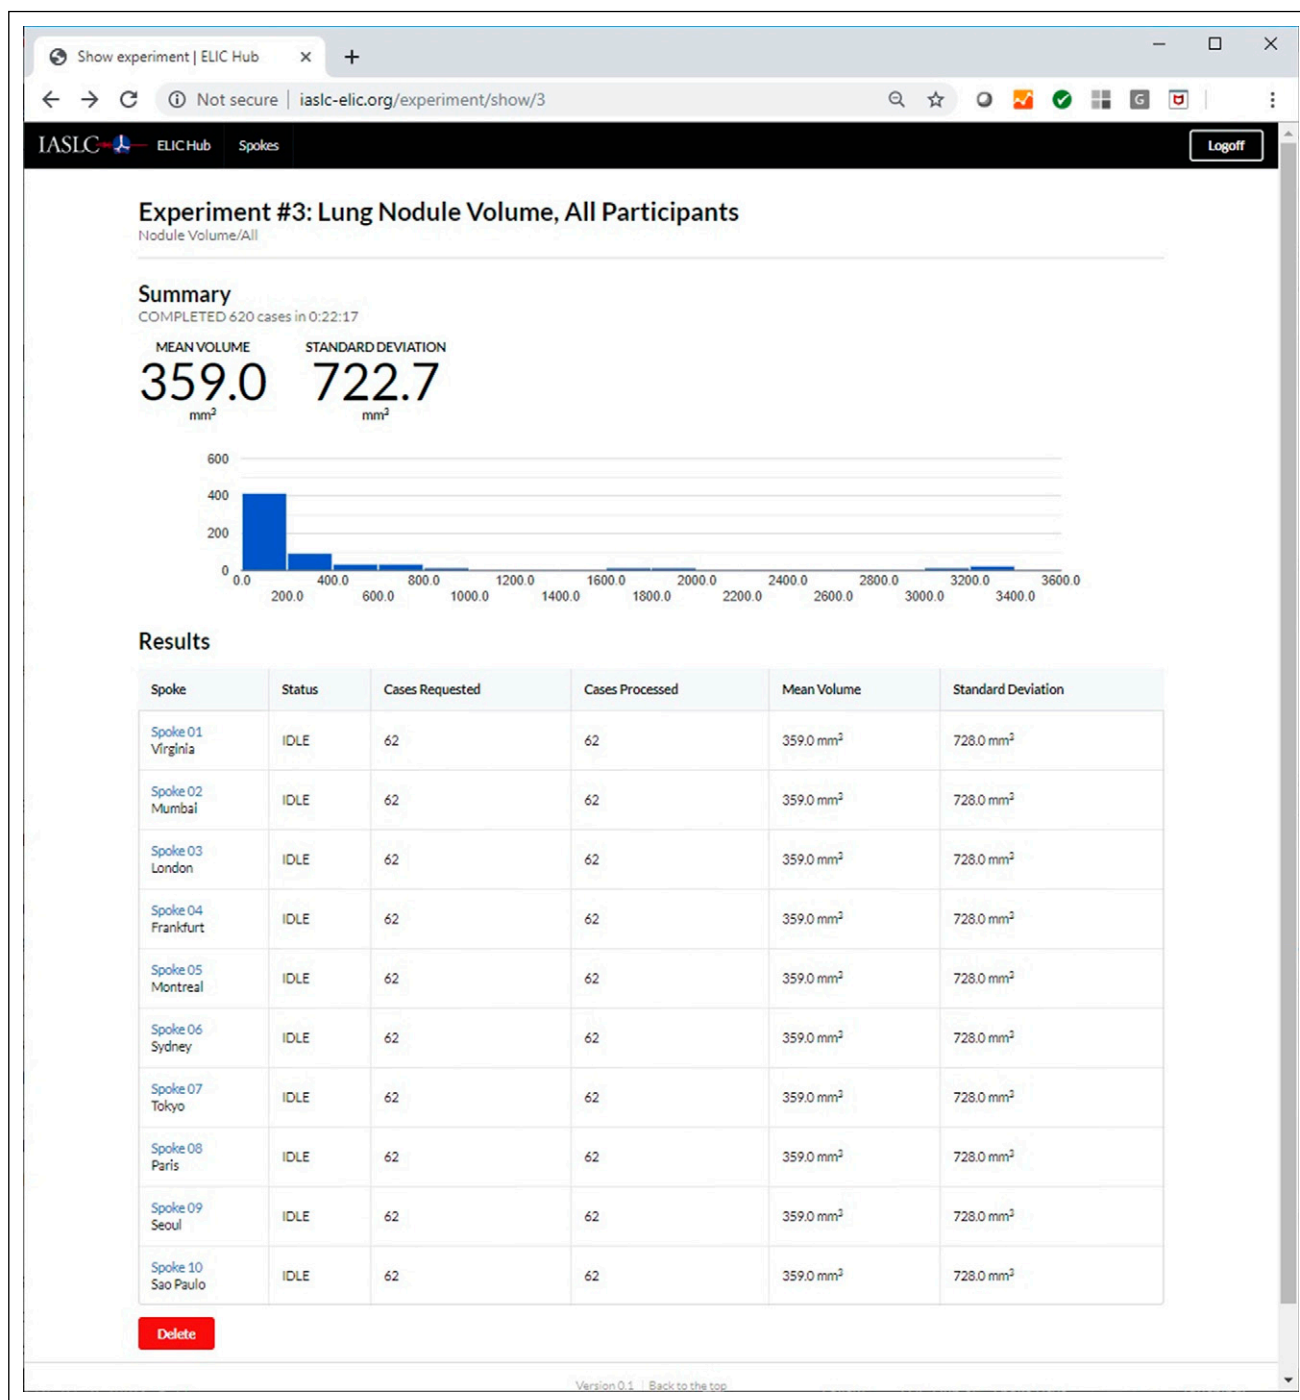 Show experiment | ELIC Hub
Not secure | iaslc-elic.org/experiment/show/3
IASLC ELIC Hub Spokes Logoff
Experiment #3: Lung Nodule Volume, All Participants
Nodule Volume/All
Summary
COMPLETED 620 cases in 0:22:17
MEAN VOLUME STANDARD DEVIATION
359.0 722.7
mm³ mm³
600
400
200
0
0.0 400.0 800.0 1200.0 1600.0 2000.0 2400.0 2800.0 3200.0 3600.0
200.0 600.0 1000.0 1400.0 1800.0 2200.0 2600.0 3000.0 3400.0
Results
Spoke Status Cases Requested Cases Processed Mean Volume Standard Deviation
Spoke 01
Virginia IDLE 62 62 359.0 mm³ 728.0 mm³
Spoke 02
Mumbai IDLE 62 62 359.0 mm³ 728.0 mm³
Spoke 03
London IDLE 62 62 359.0 mm³ 728.0 mm³
Spoke 04
Frankfurt IDLE 62 62 359.0 mm³ 728.0 mm³
Spoke 05
Montreal IDLE 62 62 359.0 mm³ 728.0 mm³
Spoke 06
Sydney IDLE 62 62 359.0 mm³ 728.0 mm³
Spoke 07
Tokyo IDLE 62 62 359.0 mm³ 728.0 mm³
Spoke 08
Paris IDLE 62 62 359.0 mm³ 728.0 mm³
Spoke 09
Seoul IDLE 62 62 359.0 mm³ 728.0 mm³
Spoke 10
Sao Paulo IDLE 62 62 359.0 mm³ 728.0 mm³
Delete
Version 0.1 | Back to the top